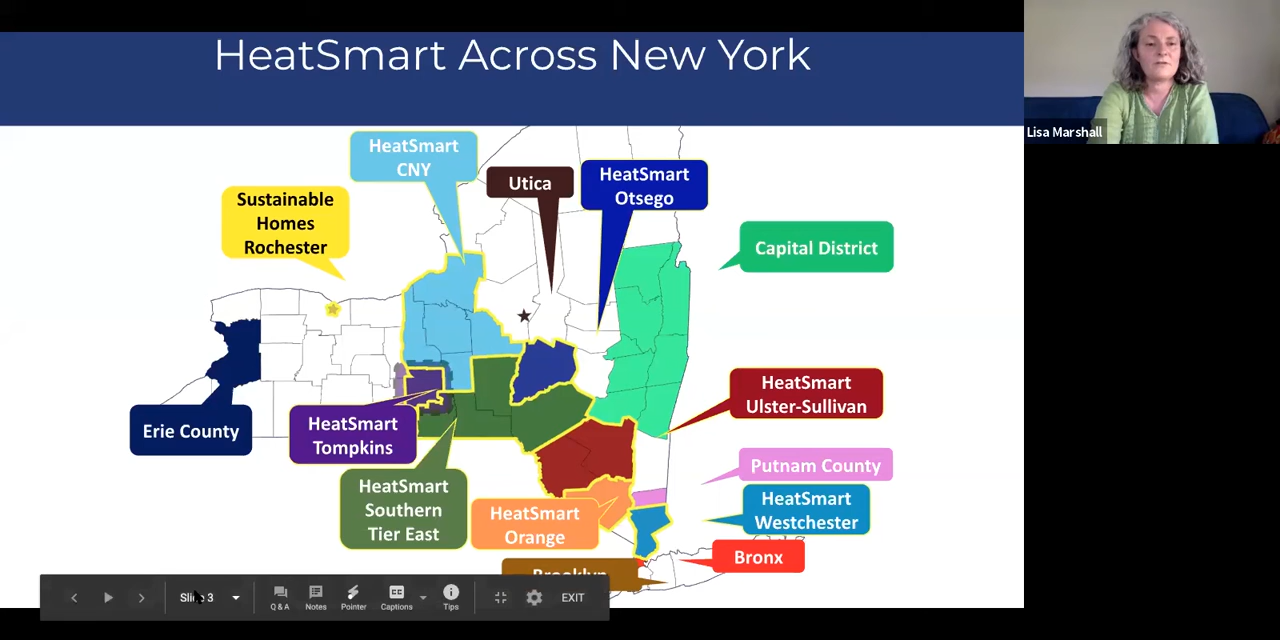 HeatSmart Across New York
Lisa Marshall
HeatSmart
CNY
Utica
HeatSmart
Otsego
Sustainable
Homes
Rochester
Capital District
HeatSmart
Ulster-Sullivan
Erie County
HeatSmart
Tompkins
Putnam County
HeatSmart
Southern
Tier East
HeatSmart
Orange
HeatSmart
Westchester
Bronx
Brooklyn
Slide 3
Q & A
Notes
Pointer
Captions
Tips
EXIT